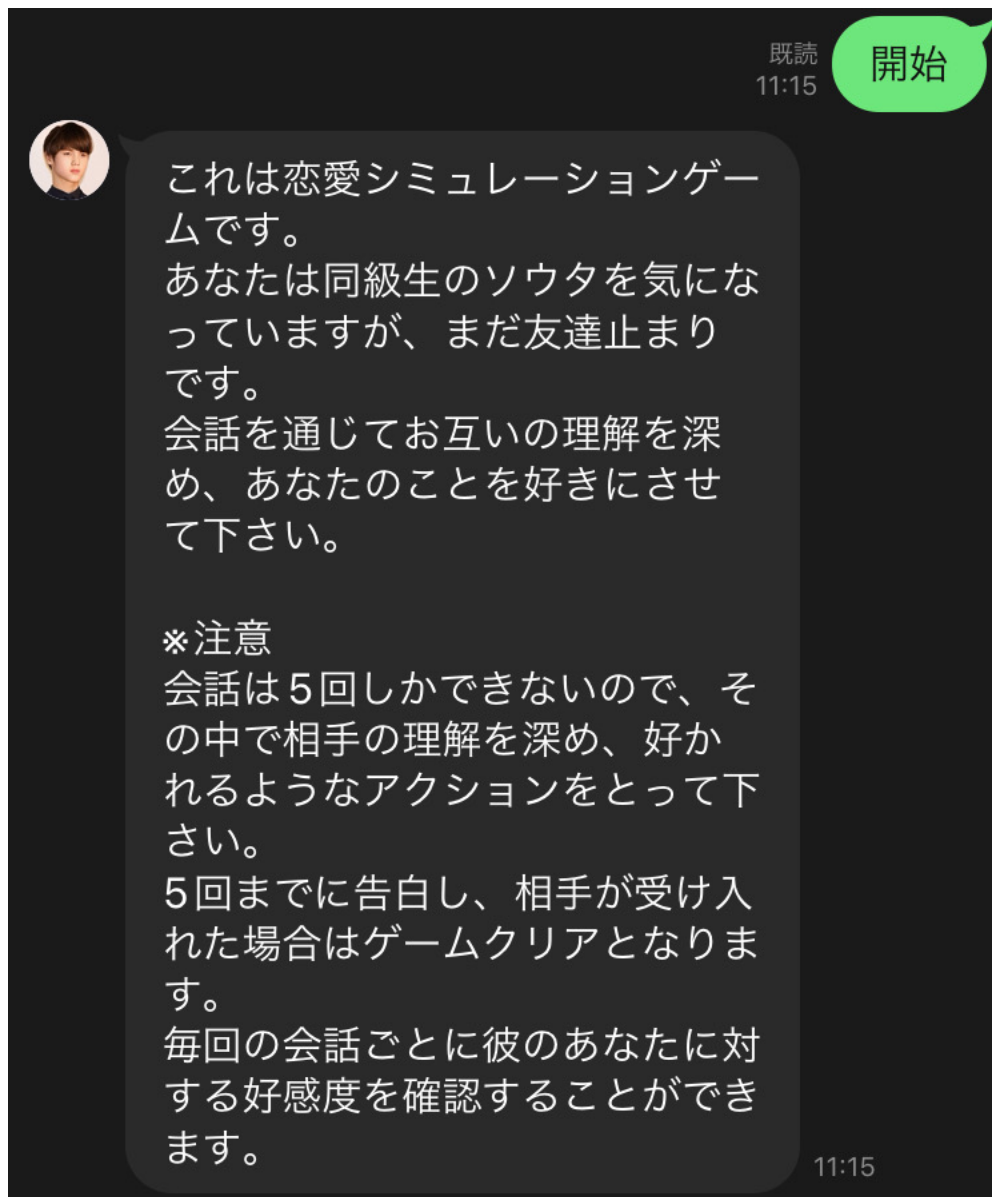 既読
11:15
開始
これは恋愛シミュレーションゲー
ムです。
あなたは同級生のソウタを気にな
っていますが、まだ友達止まり
です。
会話を通じてお互いの理解を深
め、あなたのことを好きにさせ
て下さい。
※注意
会話は5回しかできないので、そ
の中で相手の理解を深め、好か
れるようなアクションをとって下
さい。
5回までに告白し、相手が受け入
れた場合はゲームクリアとなりま
す。
毎回の会話ごとに彼のあなたに対
する好感度を確認することができ
ます。
11:15